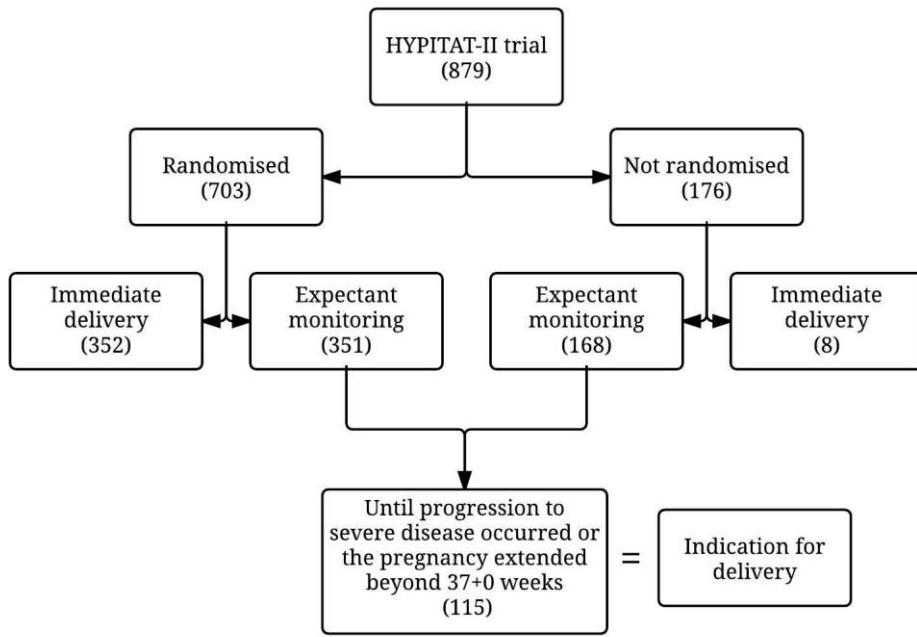 HYPITAT-II trial
(879)
Randomised
(703)
Not randomised
(176)
Immediate
delivery
(352)
Expectant
monitoring
(351)
Expectant
monitoring
(168)
Immediate
delivery
(8)
Until progression to
severe disease occurred or
the pregnancy extended
beyond 37+0 weeks
(115)
=
Indication for
delivery